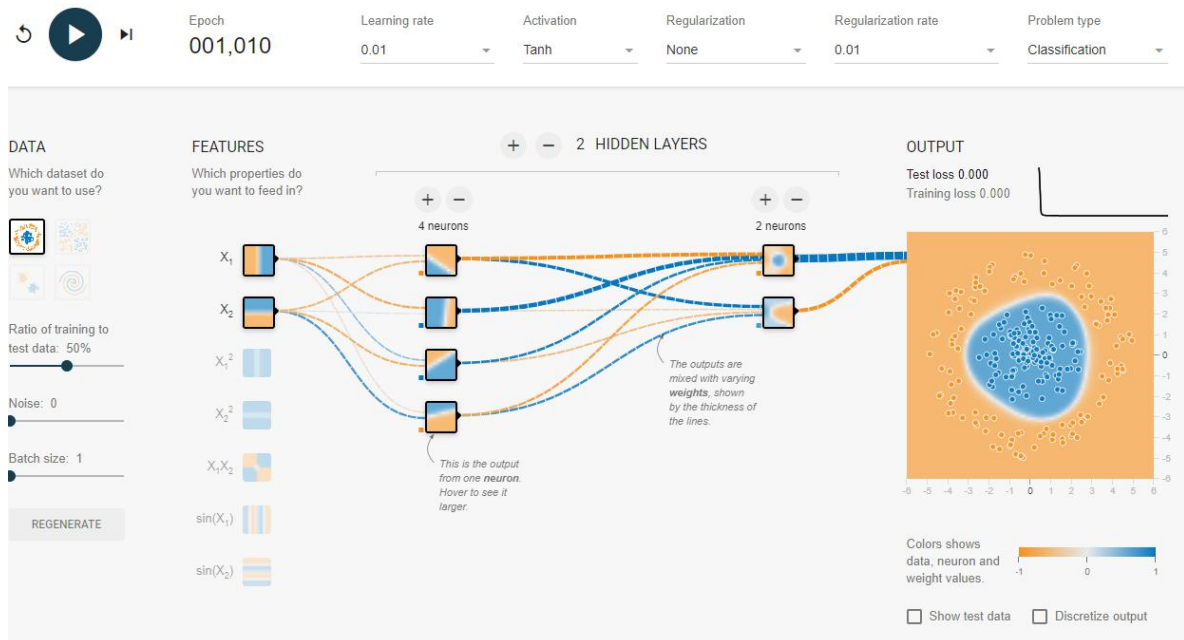 Epoch
001,010
Learning rate
0.01
Activation
Tanh
Regularization
None
Regularization rate
0.01
Problem type
Classification
DATA
Which dataset do
you want to use?
Ratio of training to
test data: 50%
Noise: 0
Batch size: 1
REGENERATE
FEATURES
Which properties do
you want to feed in?
X₁
X₂
X₁²
X₂²
X₁X₂
sin(X₁)
sin(X₂)
+ − 2 HIDDEN LAYERS
+ −
4 neurons
+ −
2 neurons
This is the output
from one neuron.
Hover to see it
larger.
The outputs are
mixed with varying
weights, shown
by the thickness of
the lines.
OUTPUT
Test loss 0.000
Training loss 0.000
6
5
4
3
2
1
0
-1
-2
-3
-4
-5
-6
-6 -5 -4 -3 -2 -1 0 1 2 3 4 5 6
Colors shows
data, neuron and
weight values.
-1 0 1
Show test data
Discretize output